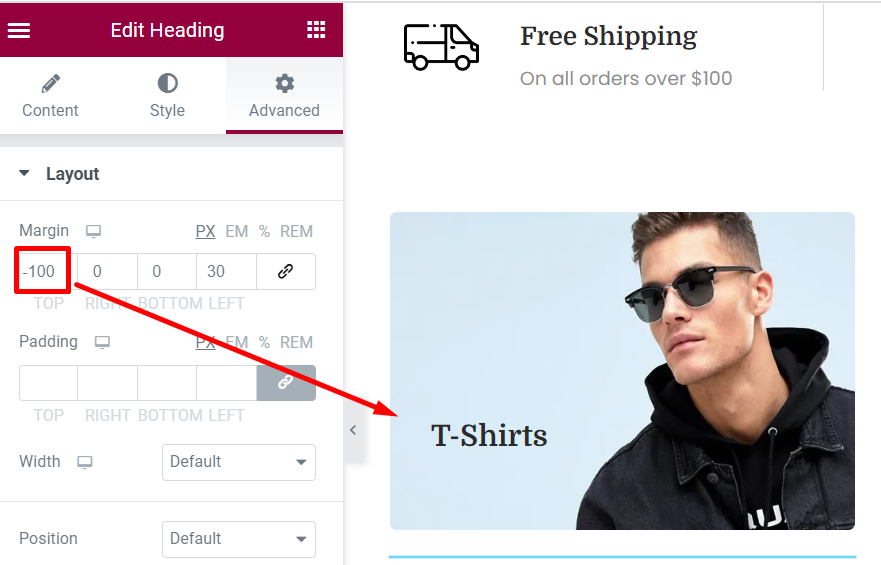 Edit Heading
Content Style Advanced
Layout
Margin PX EM % REM
-100 0 0 30
TOP RIGHT BOTTOM LEFT
Padding PX EM % REM
TOP RIGHT BOTTOM LEFT
Width Default
Position Default
Free Shipping
On all orders over $100
T-Shirts